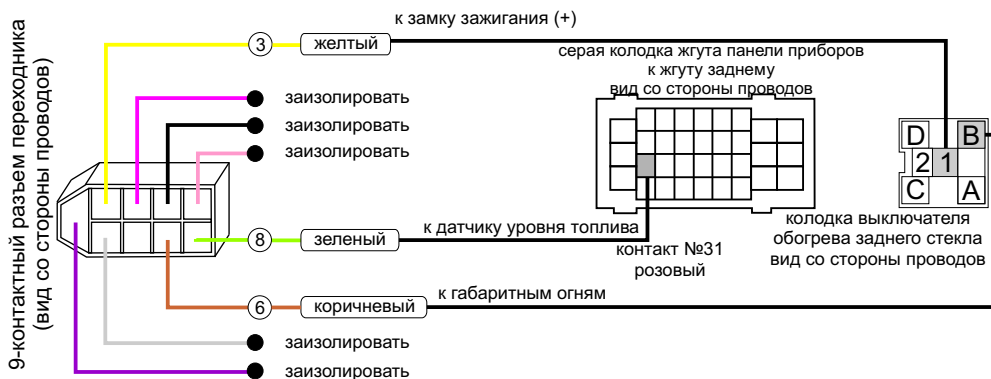 9-контактный разъем переходника
(вид со стороны проводов)
к замку зажигания (+)
3
желтый
серая колодка жгута панели приборов
к жгуту заднему
вид со стороны проводов
заизолировать
заизолировать
заизолировать
D
B
2
1
C
A
8
зеленый
к датчику уровня топлива
контакт №31
розовый
колодка выключателя
обогрева заднего стекла
вид со стороны проводов
6
коричневый
к габаритным огням
заизолировать
заизолировать